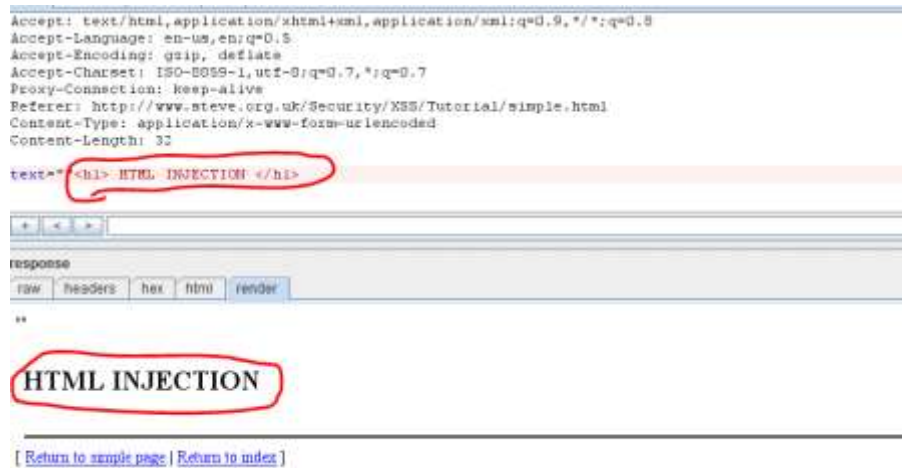 Accept: text/html,application/xhtml+xml,application/xml;q=0.9,*/*;q=0.8
Accept-Language: en-us,en;q=0.5
Accept-Encoding: gzip, deflate
Accept-Charset: ISO-8859-1,utf-8;q=0.7,*;q=0.7
Proxy-Connection: keep-alive
Referer: http://www.steve.org.uk/Security/XSS/Tutorial/simple.html
Content-Type: application/x-www-form-urlencoded
Content-Length: 32
text=""<h1> HTML INJECTION </h1>
+ < >
response
raw headers hex html render
""
HTML INJECTION
[ Return to simple page | Return to index ]